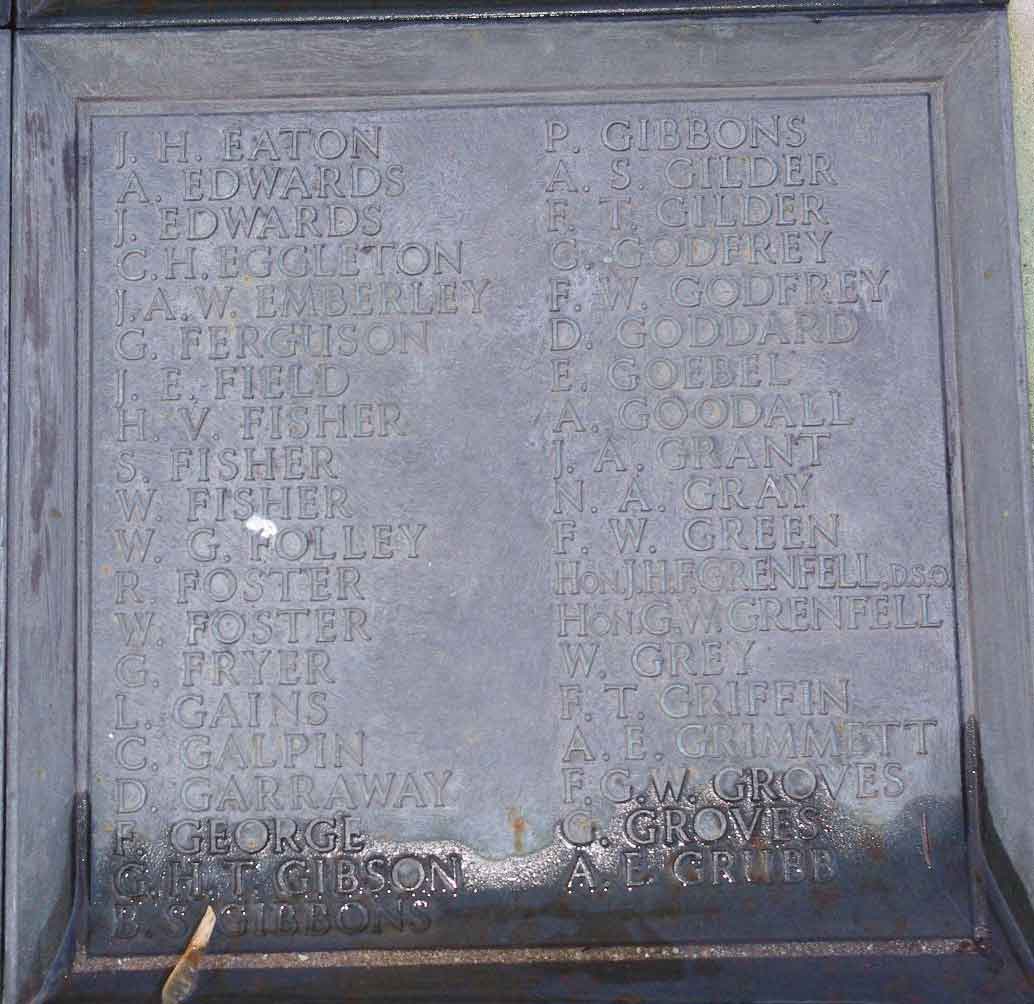 J. H. EATON
A. EDWARDS
J. EDWARDS
C. H. EGGLETON
J. A. W. EMBERLEY
G. FERGUSON
J. E. FIELD
H. V. FISHER
S. FISHER
W. FISHER
W. G. FOLLEY
R. FOSTER
W. FOSTER
G. FRYER
L. GAINS
C. GALPIN
D. GARRAWAY
F. GEORGE
G. H. T. GIBSON
B. S. GIBBONS
P. GIBBONS
A. S. GILDER
F. T. GILDER
G. GODFREY
F. W. GODFREY
D. GODDARD
E. GOEBEL
A. GOODALL
J. A. GRANT
N. A. GRAY
F. W. GREEN
HON. J.H.F. GRENFELL, D.S.O.
HON. G.W. GRENFELL
W. GREY
F. T. GRIFFIN
A. E. GRIMMETT
F. G. W. GROVES
G. GROVES
A. E. GRUBB